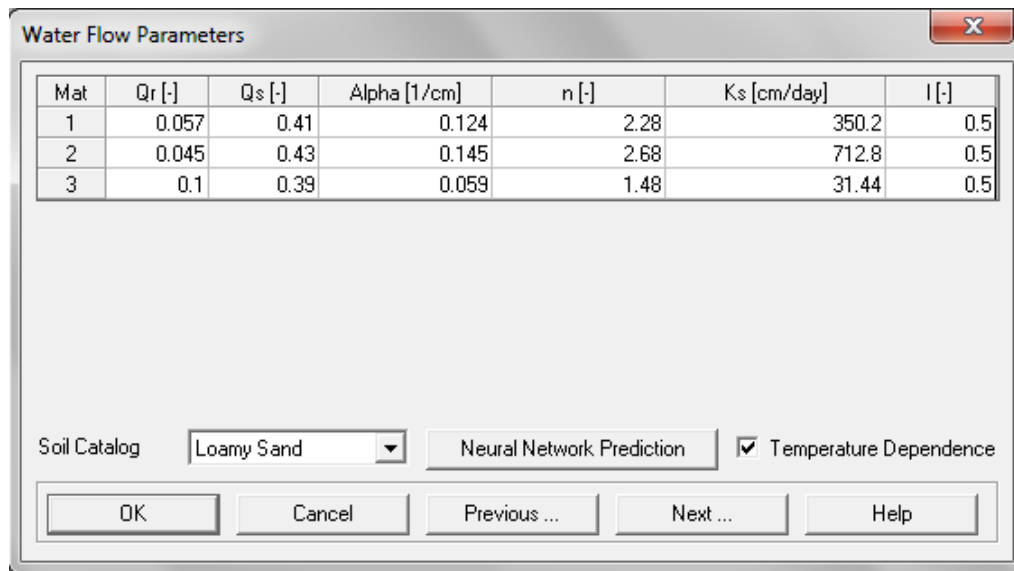 Water Flow Parameters
Mat Qr [-] Qs [-] Alpha [1/cm] n [-] Ks [cm/day] l [-]
1 0.057 0.41 0.124 2.28 350.2 0.5
2 0.045 0.43 0.145 2.68 712.8 0.5
3 0.1 0.39 0.059 1.48 31.44 0.5
Soil Catalog Loamy Sand Neural Network Prediction Temperature Dependence
OK Cancel Previous ... Next ... Help